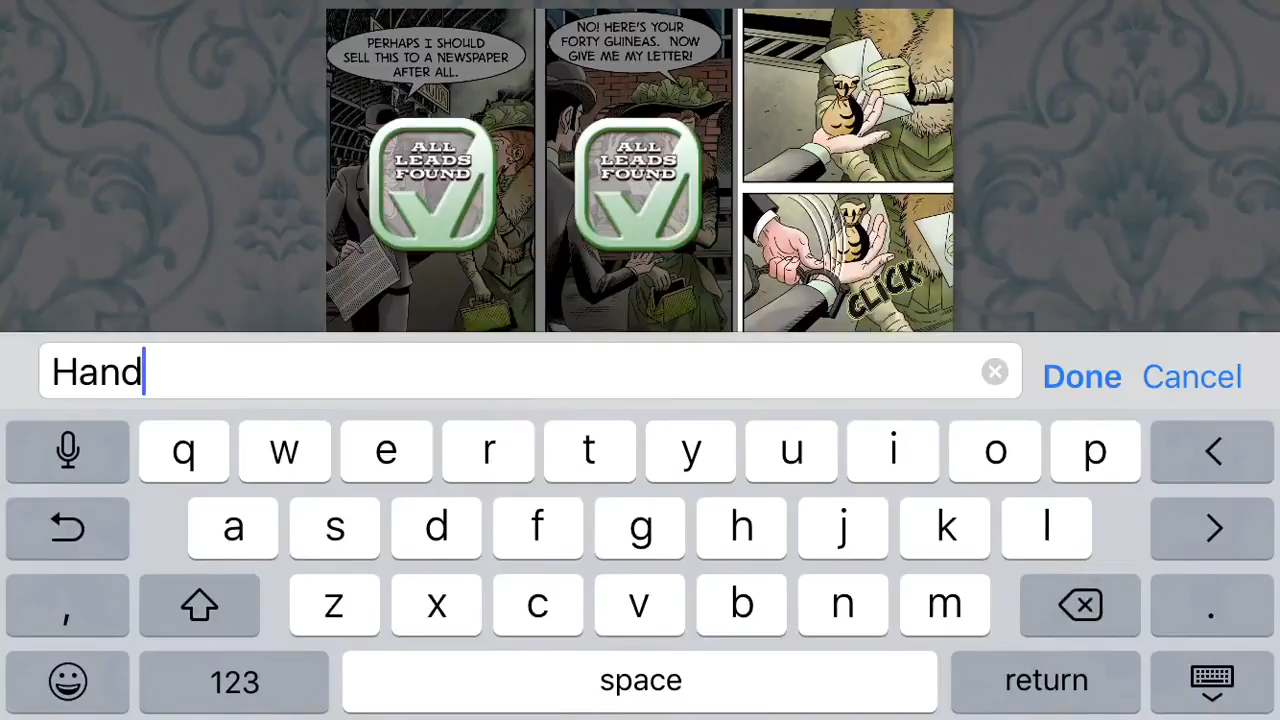 PERHAPS I SHOULD
SELL THIS TO A NEWSPAPER
AFTER ALL.
NO! HERE'S YOUR
FORTY GUINEAS. NOW
GIVE ME MY LETTER!
ALL
LEADS
FOUND
ALL
LEADS
FOUND
CLICK
Hand
Done Cancel
q w e r t y u i o p <
a s d f g h j k l >
, z x c v b n m .
123 space return